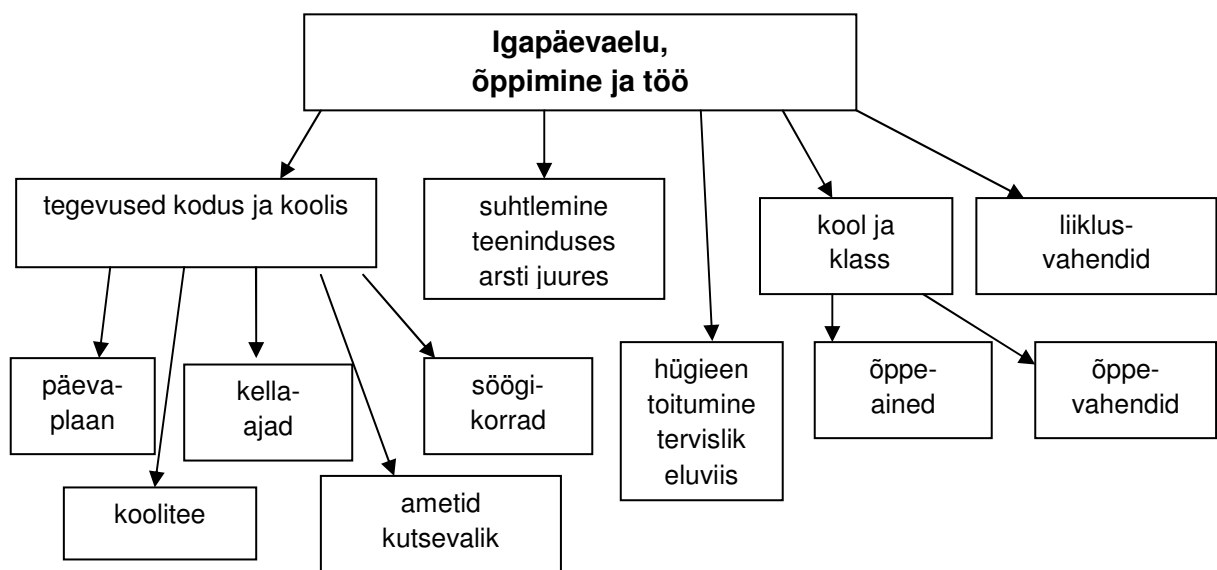 Igapäevaelu,
õppimine ja töö
tegevused kodus ja koolis
suhtlemine
teeninduses
arsti juures
kool ja
klass
liiklus-
vahendid
päeva-
plaan
kella-
ajad
söögi-
korrad
hügieen
toitumine
tervislik
eluviis
õppe-
ained
õppe-
vahendid
koolitee
ametid
kutsevalik